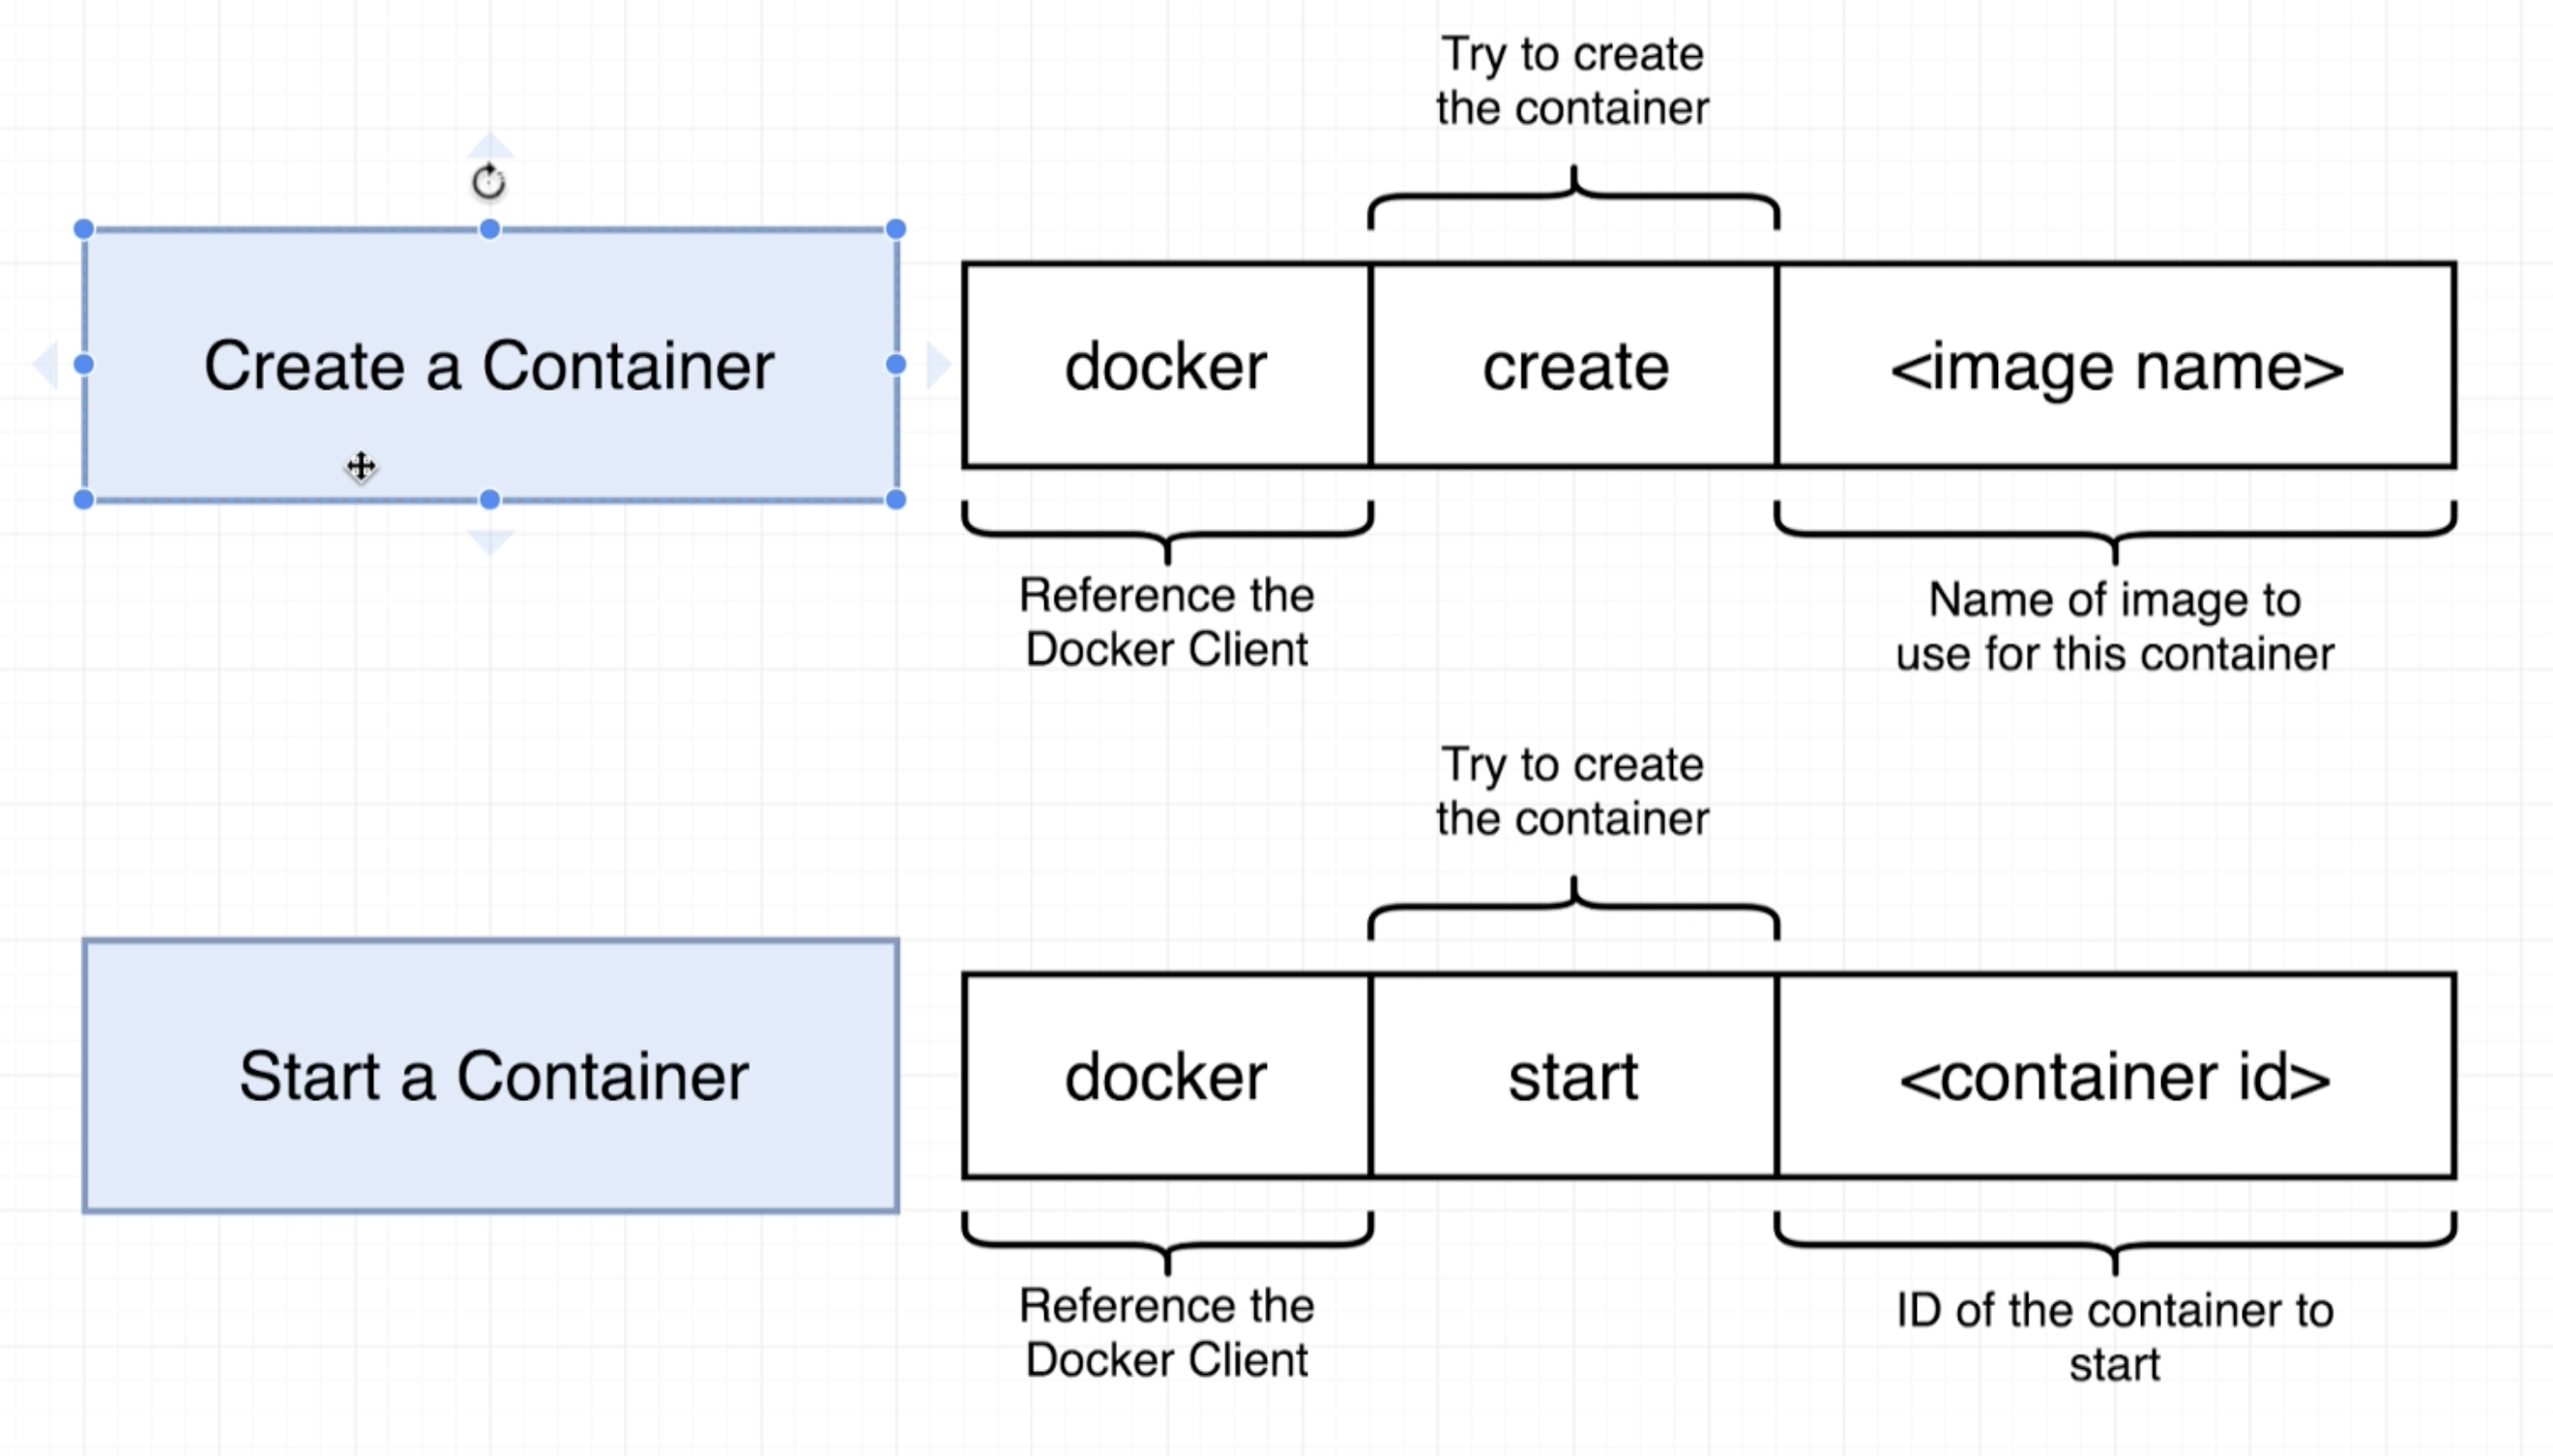 Try to create
the container
Create a Container
docker
create
<image name>
Reference the
Docker Client
Name of image to
use for this container
Try to create
the container
Start a Container
docker
start
<container id>
Reference the
Docker Client
ID of the container to
start